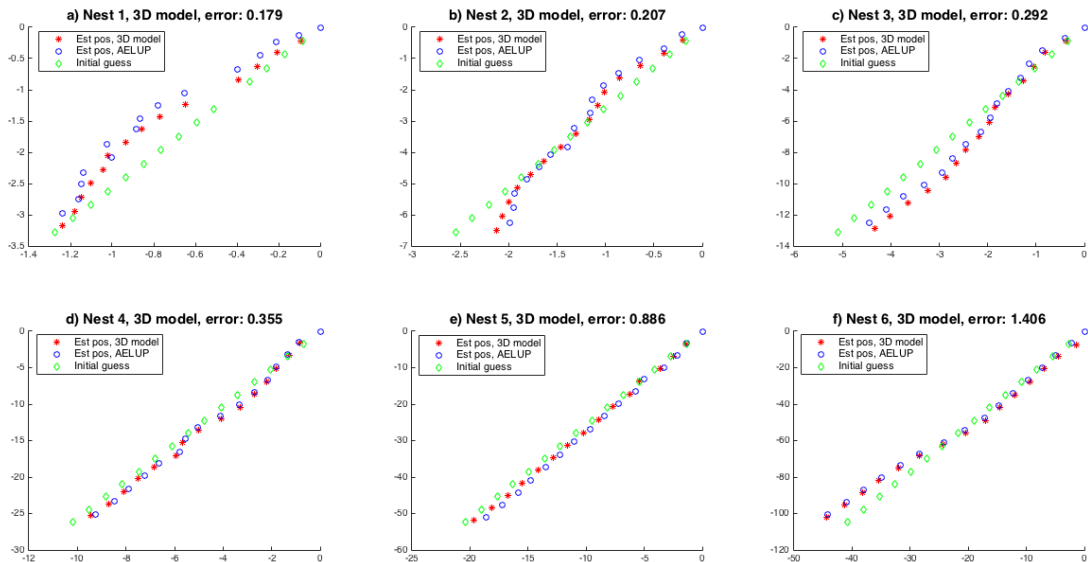 a) Nest 1, 3D model, error: 0.179
Est pos, 3D model
Est pos, AELUP
Initial guess
0
-0.5
-1
-1.5
-2
-2.5
-3
-3.5
-1.4 -1.2 -1 -0.8 -0.6 -0.4 -0.2 0
b) Nest 2, 3D model, error: 0.207
Est pos, 3D model
Est pos, AELUP
Initial guess
0
-1
-2
-3
-4
-5
-6
-7
-3 -2.5 -2 -1.5 -1 -0.5 0
c) Nest 3, 3D model, error: 0.292
Est pos, 3D model
Est pos, AELUP
Initial guess
0
-2
-4
-6
-8
-10
-12
-14
-6 -5 -4 -3 -2 -1 0
d) Nest 4, 3D model, error: 0.355
Est pos, 3D model
Est pos, AELUP
Initial guess
0
-5
-10
-15
-20
-25
-30
-12 -10 -8 -6 -4 -2 0
e) Nest 5, 3D model, error: 0.886
Est pos, 3D model
Est pos, AELUP
Initial guess
0
-10
-20
-30
-40
-50
-60
-25 -20 -15 -10 -5 0
f) Nest 6, 3D model, error: 1.406
Est pos, 3D model
Est pos, AELUP
Initial guess
0
-20
-40
-60
-80
-100
-120
-50 -40 -30 -20 -10 0